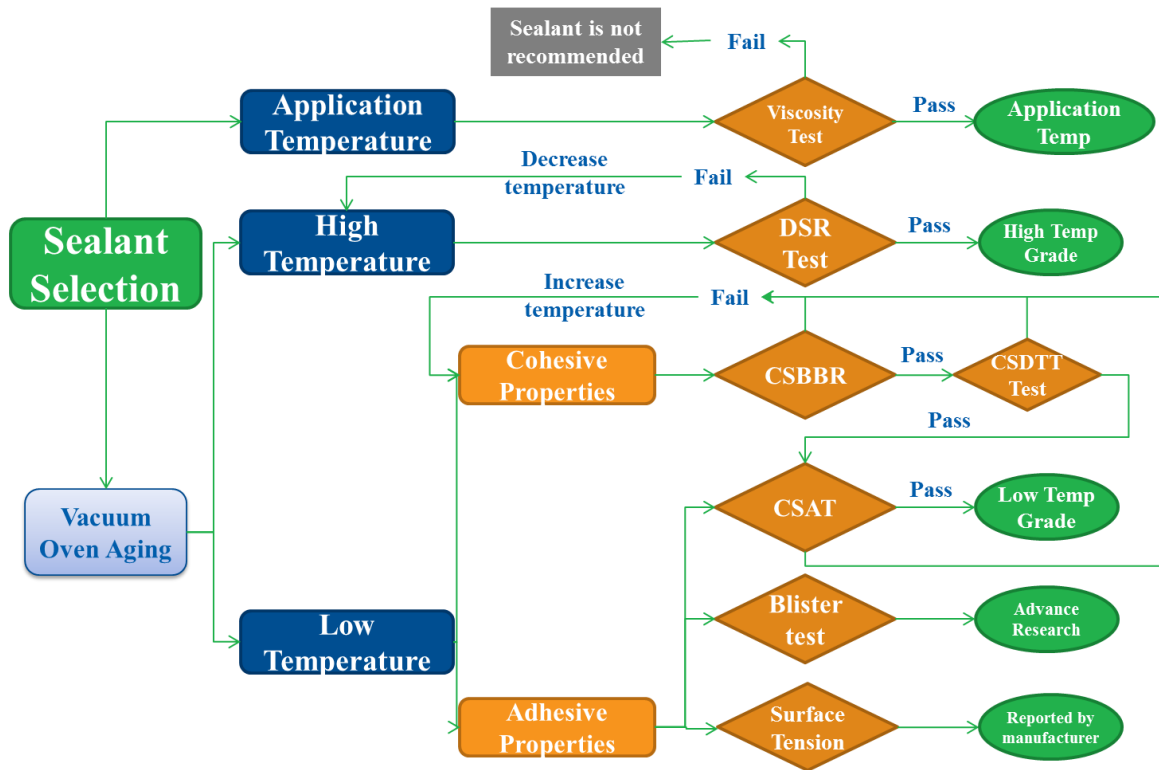 Sealant is not
recommended
Fail
Application
Temperature
Viscosity
Test
Pass
Application
Temp
Decrease
temperature
Fail
Sealant
Selection
High
Temperature
DSR
Test
Pass
High Temp
Grade
Increase
temperature
Fail
Cohesive
Properties
CSBBR
Pass
CSDTT
Test
Pass
Vacuum
Oven Aging
CSAT
Pass
Low Temp
Grade
Low
Temperature
Blister
test
Advance
Research
Adhesive
Properties
Surface
Tension
Reported by
manufacturer